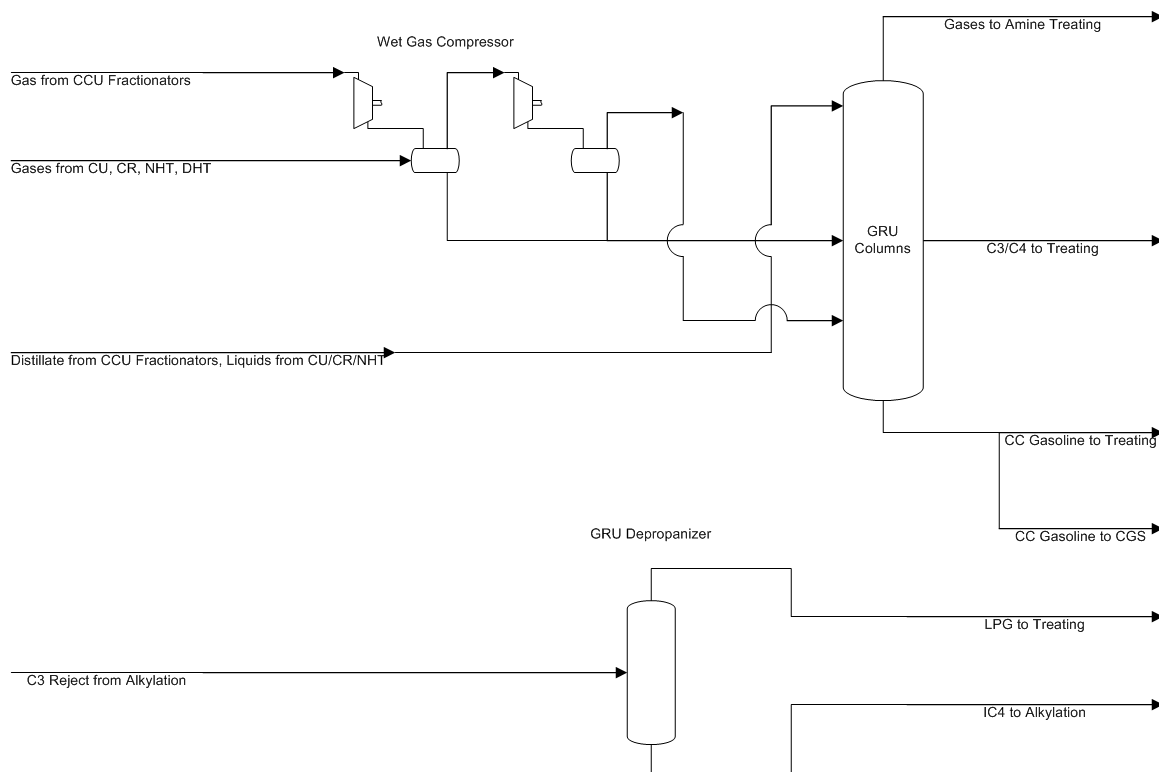 Gases to Amine Treating
Wet Gas Compressor
Gas from CCU Fractionators
Gases from CU, CR, NHT, DHT
GRU
Columns
C3/C4 to Treating
Distillate from CCU Fractionators, Liquids from CU/CR/NHT
CC Gasoline to Treating
CC Gasoline to CGS
GRU Depropanizer
LPG to Treating
C3 Reject from Alkylation
IC4 to Alkylation